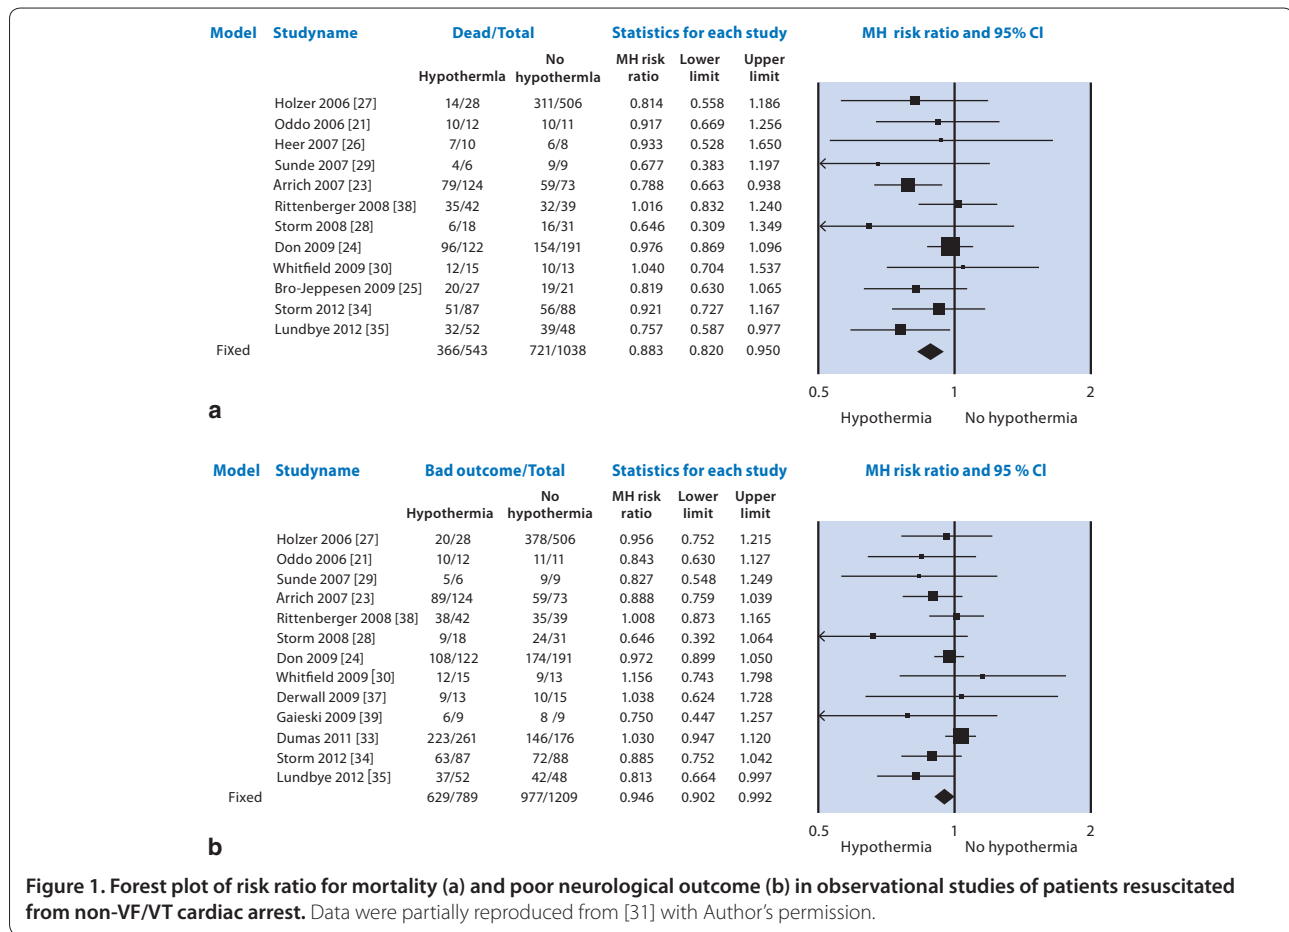 Model Studyname Dead/Total Statistics for each study MH risk ratio and 95% CI
Hypothermla No hypothermla MH risk ratio Lower limit Upper limit
Holzer 2006 [27] 14/28 311/506 0.814 0.558 1.186
Oddo 2006 [21] 10/12 10/11 0.917 0.669 1.256
Heer 2007 [26] 7/10 6/8 0.933 0.528 1.650
Sunde 2007 [29] 4/6 9/9 0.677 0.383 1.197
Arrich 2007 [23] 79/124 59/73 0.788 0.663 0.938
Rittenberger 2008 [38] 35/42 32/39 1.016 0.832 1.240
Storm 2008 [28] 6/18 16/31 0.646 0.309 1.349
Don 2009 [24] 96/122 154/191 0.976 0.869 1.096
Whitfield 2009 [30] 12/15 10/13 1.040 0.704 1.537
Bro-Jeppesen 2009 [25] 20/27 19/21 0.819 0.630 1.065
Storm 2012 [34] 51/87 56/88 0.921 0.727 1.167
Lundbye 2012 [35] 32/52 39/48 0.757 0.587 0.977
FiXed 366/543 721/1038 0.883 0.820 0.950
0.5 1 2
Hypothermia No hypothermia
a
Model Studyname Bad outcome/Total Statistics for each study MH risk ratio and 95 % CI
Hypothermia No hypothermia MH risk ratio Lower limit Upper limit
Holzer 2006 [27] 20/28 378/506 0.956 0.752 1.215
Oddo 2006 [21] 10/12 11/11 0.843 0.630 1.127
Sunde 2007 [29] 5/6 9/9 0.827 0.548 1.249
Arrich 2007 [23] 89/124 59/73 0.888 0.759 1.039
Rittenberger 2008 [38] 38/42 35/39 1.008 0.873 1.165
Storm 2008 [28] 9/18 24/31 0.646 0.392 1.064
Don 2009 [24] 108/122 174/191 0.972 0.899 1.050
Whitfield 2009 [30] 12/15 9/13 1.156 0.743 1.798
Derwall 2009 [37] 9/13 10/15 1.038 0.624 1.728
Gaieski 2009 [39] 6/9 8 /9 0.750 0.447 1.257
Dumas 2011 [33] 223/261 146/176 1.030 0.947 1.120
Storm 2012 [34] 63/87 72/88 0.885 0.752 1.042
Lundbye 2012 [35] 37/52 42/48 0.813 0.664 0.997
Fixed 629/789 977/1209 0.946 0.902 0.992
0.5 1 2
Hypothermia No hypothermia
b
Figure 1. Forest plot of risk ratio for mortality (a) and poor neurological outcome (b) in observational studies of patients resuscitated
from non-VF/VT cardiac arrest. Data were partially reproduced from [31] with Author's permission.